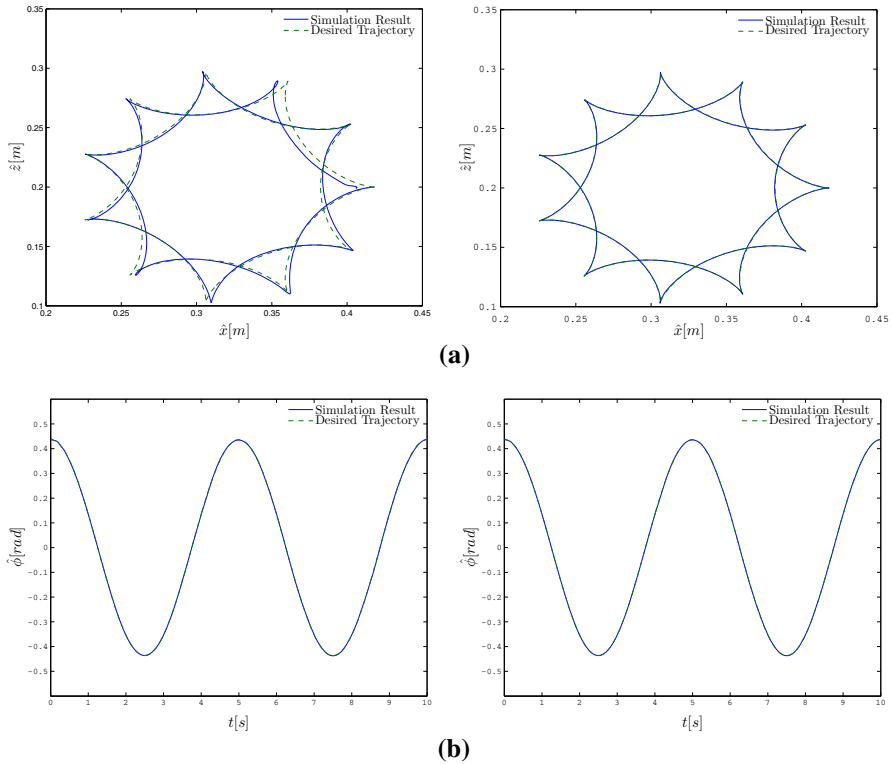 Simulation Result
Desired Trajectory
0.35
0.3
0.25
0.2
0.15
0.1
ẑ[m]
0.2 0.25 0.3 0.35 0.4 0.45
x̂[m]
Simulation Result
Desired Trajectory
0.35
0.3
0.25
0.2
0.15
0.1
ẑ[m]
0.2 0.25 0.3 0.35 0.4 0.45
x̂[m]
(a)
Simulation Result
Desired Trajectory
0.5
0.4
0.3
0.2
0.1
0
-0.1
-0.2
-0.3
-0.4
-0.5
ϕ̂[rad]
0 1 2 3 4 5 6 7 8 9 10
t[s]
Simulation Result
Desired Trajectory
0.5
0.4
0.3
0.2
0.1
0
-0.1
-0.2
-0.3
-0.4
-0.5
ϕ̂[rad]
0 1 2 3 4 5 6 7 8 9 10
t[s]
(b)